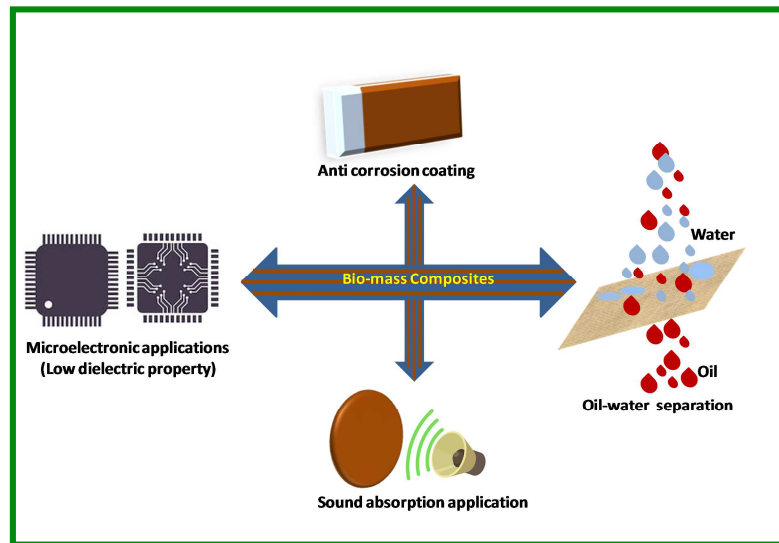 Anti corrosion coating
Water
Bio-mass Composites
Microelectronic applications
(Low dielectric property)
Oil
Oil-water separation
Sound absorption application